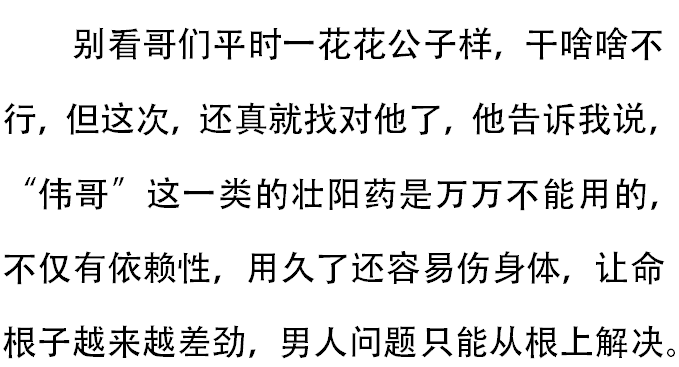 别看哥们平时一花花公子样，干啥啥不
行，但这次，还真就找对他了，他告诉我说，
“伟哥”这一类的壮阳药是万万不能用的，
不仅有依赖性，用久了还容易伤身体，让命
根子越来越差劲，男人问题只能从根上解决。